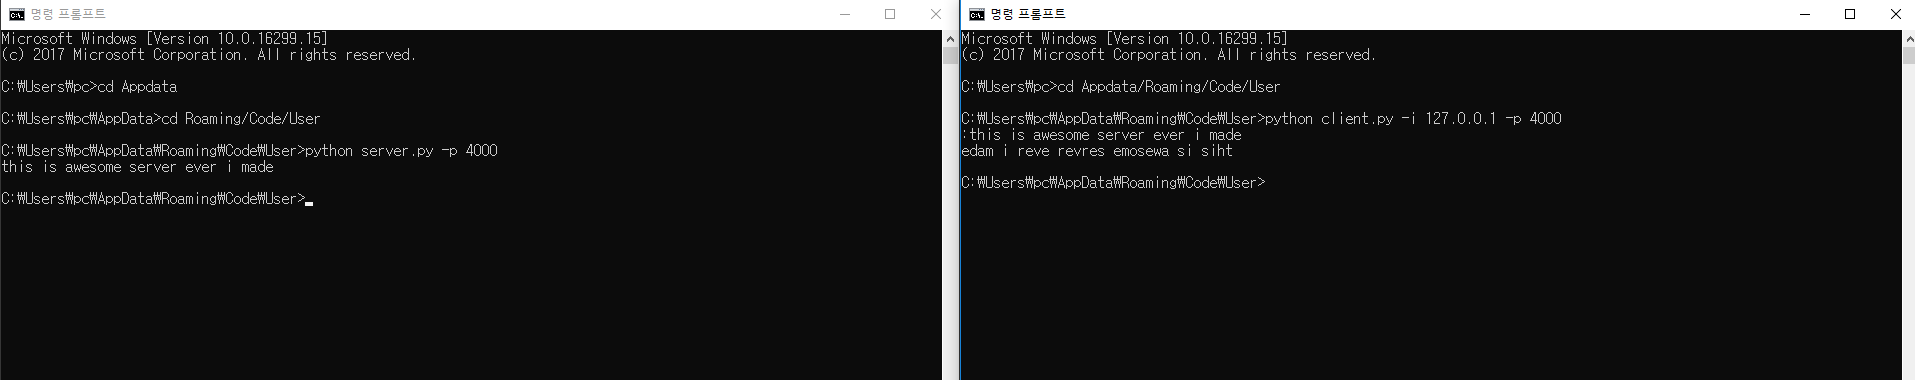 명령 프롬프트
Microsoft Windows [Version 10.0.16299.15]
(c) 2017 Microsoft Corporation. All rights reserved.
C:₩Users₩pc>cd Appdata
C:₩Users₩pc₩AppData>cd Roaming/Code/User
C:₩Users₩pc₩AppData₩Roaming₩Code₩User>python server.py -p 4000
this is awesome server ever i made
C:₩Users₩pc₩AppData₩Roaming₩Code₩User>
명령 프롬프트
Microsoft Windows [Version 10.0.16299.15]
(c) 2017 Microsoft Corporation. All rights reserved.
C:₩Users₩pc>cd Appdata/Roaming/Code/User
C:₩Users₩pc₩AppData₩Roaming₩Code₩User>python client.py -i 127.0.0.1 -p 4000
:this is awesome server ever i made
edam i reve revres emosewa si siht
C:₩Users₩pc₩AppData₩Roaming₩Code₩User>